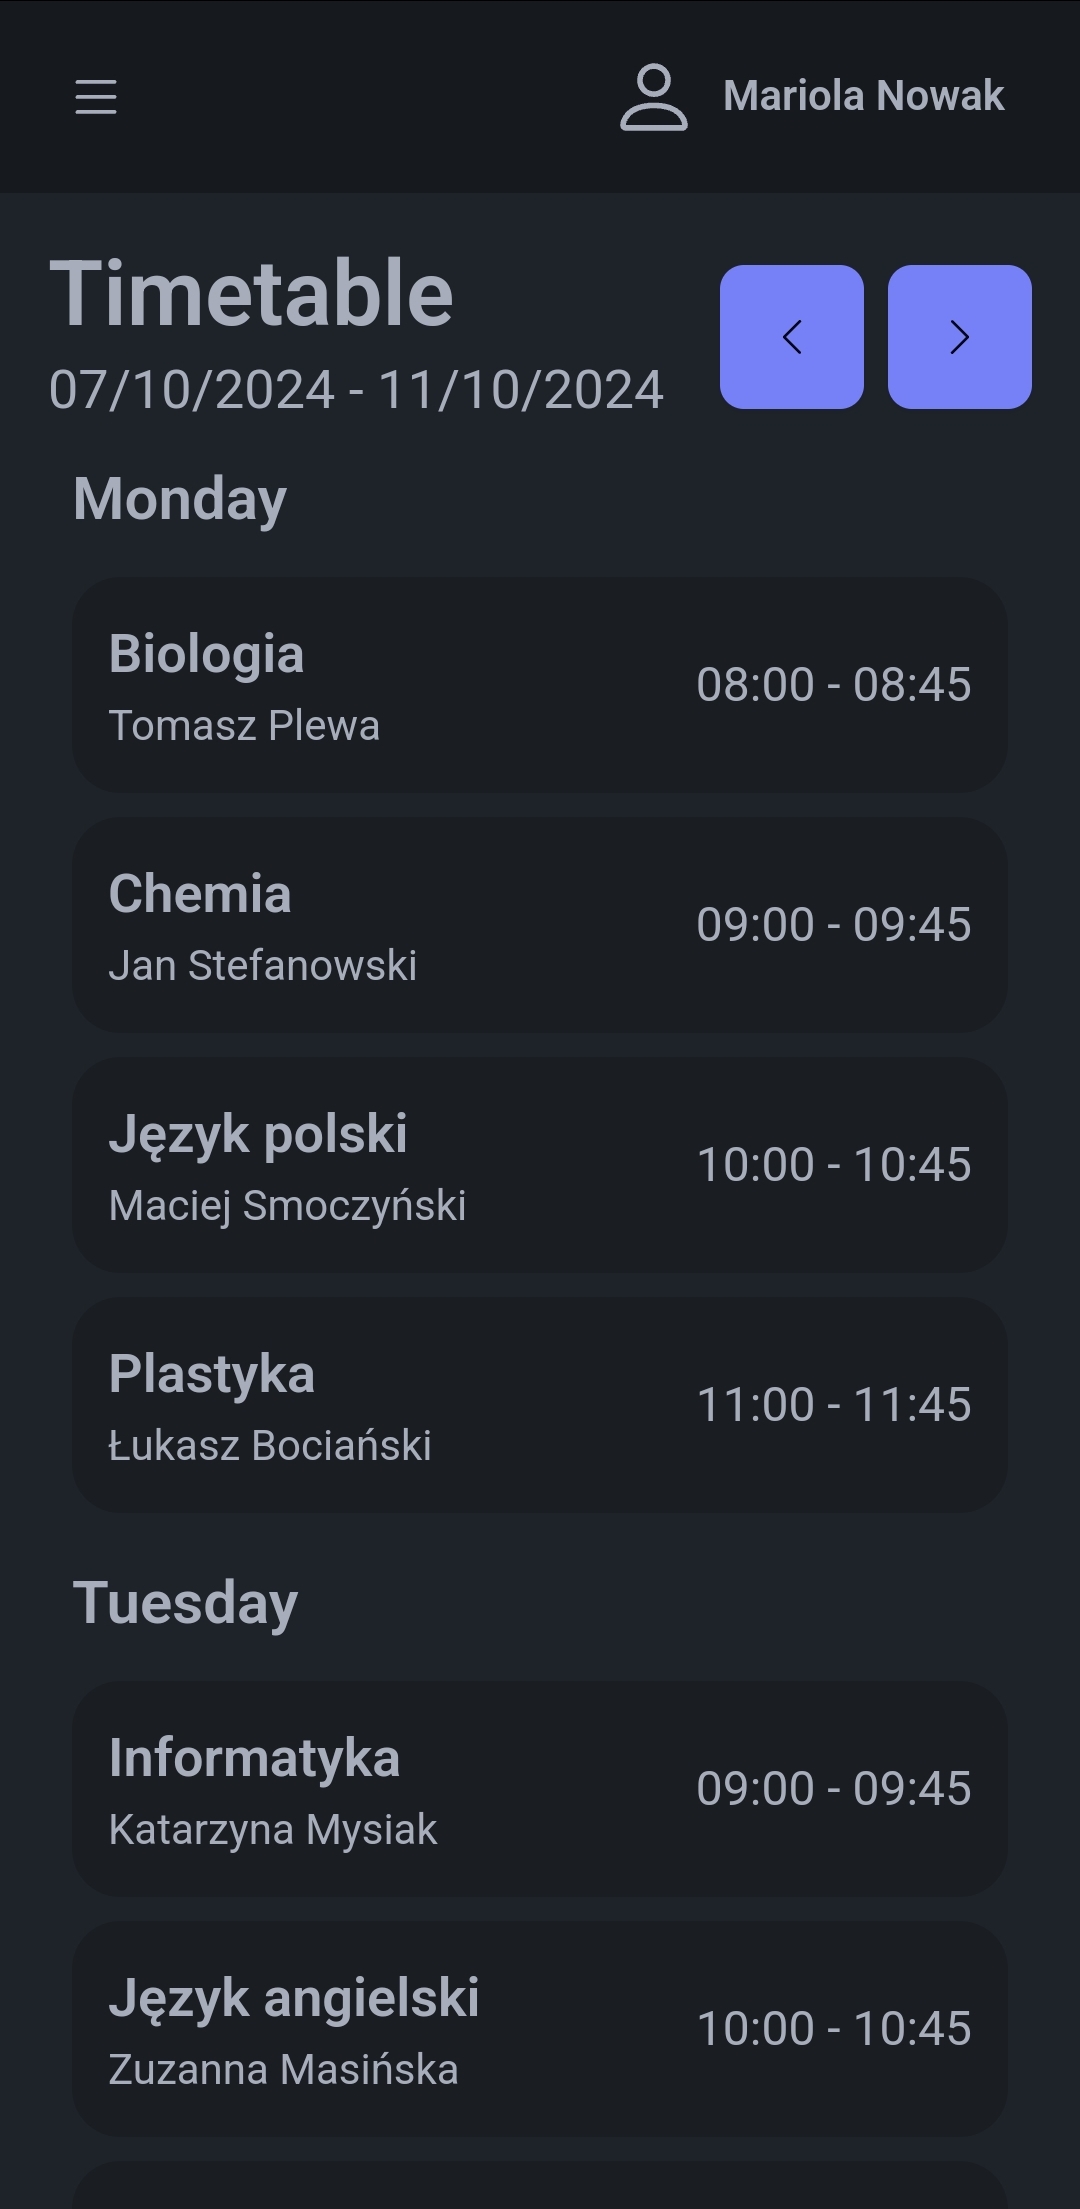 Mariola Nowak
Timetable
07/10/2024 - 11/10/2024
Monday
Biologia
Tomasz Plewa
08:00 - 08:45
Chemia
Jan Stefanowski
09:00 - 09:45
Język polski
Maciej Smoczyński
10:00 - 10:45
Plastyka
Łukasz Bociański
11:00 - 11:45
Tuesday
Informatyka
Katarzyna Mysiak
09:00 - 09:45
Język angielski
Zuzanna Masińska
10:00 - 10:45